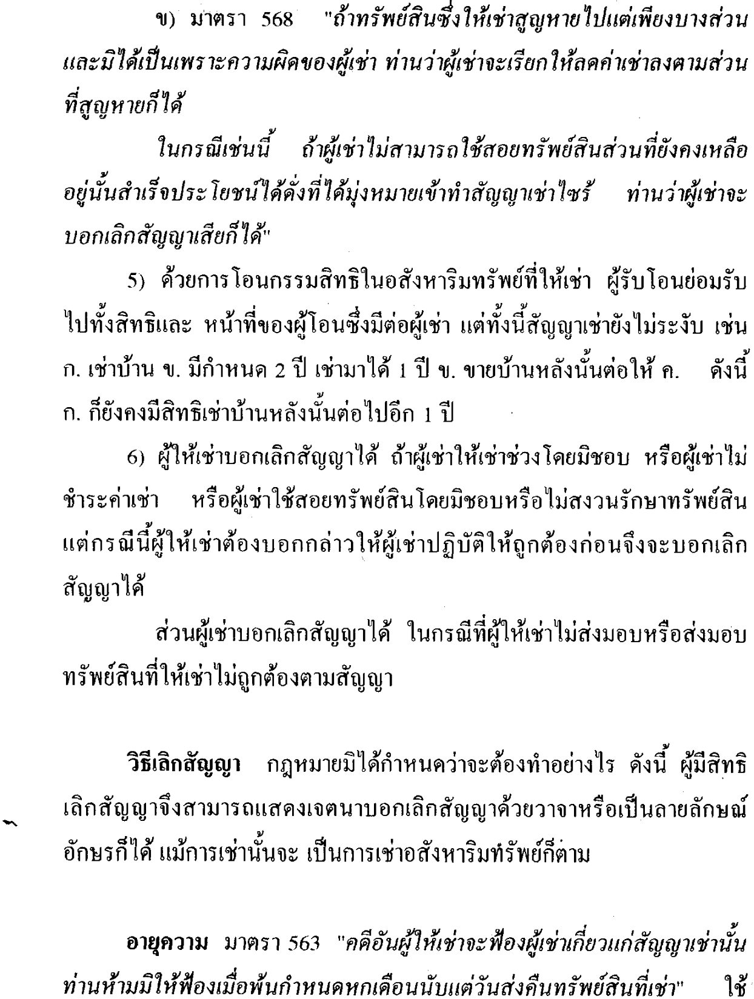 ข) มาตรา 568 "ถ้าทรัพย์สินซึ่งให้เช่าสูญหายไปแต่เพียงบางส่วน
และมิได้เป็นเพราะความผิดของผู้เช่า ท่านว่าผู้เช่าจะเรียกให้ลดค่าเช่าลงตามส่วน
ที่สูญหายก็ได้
ในกรณีเช่นนี้ ถ้าผู้เช่าไม่สามารถใช้สอยทรัพย์สินส่วนที่ยังคงเหลือ
อยู่นั้นสำเร็จประโยชน์ได้ดั่งที่ได้มุ่งหมายเข้าทำสัญญาเช่าไซร้ ท่านว่าผู้เช่าจะ
บอกเลิกสัญญาเสียก็ได้"
5) ด้วยการโอนกรรมสิทธิในอสังหาริมทรัพย์ที่ให้เช่า ผู้รับโอนย่อมรับ
ไปทั้งสิทธิและ หน้าที่ของผู้โอนซึ่งมีต่อผู้เช่า แต่ทั้งนี้สัญญาเช่ายังไม่ระงับ เช่น
ก. เช่าบ้าน ข. มีกำหนด 2 ปี เช่ามาได้ 1 ปี ข. ขายบ้านหลังนั้นต่อให้ ค. ดังนี้
ก. ก็ยังคงมีสิทธิเช่าบ้านหลังนั้นต่อไปอีก 1 ปี
6) ผู้ให้เช่าบอกเลิกสัญญาได้ ถ้าผู้เช่าให้เช่าช่วงโดยมิชอบ หรือผู้เช่าไม่
ชำระค่าเช่า หรือผู้เช่าใช้สอยทรัพย์สินโดยมิชอบหรือไม่สงวนรักษาทรัพย์สิน
แต่กรณีนี้ผู้ให้เช่าต้องบอกกล่าวให้ผู้เช่าปฏิบัติให้ถูกต้องก่อนจึงจะบอกเลิก
สัญญาได้
ส่วนผู้เช่าบอกเลิกสัญญาได้ ในกรณีที่ผู้ให้เช่าไม่ส่งมอบหรือส่งมอบ
ทรัพย์สินที่ให้เช่าไม่ถูกต้องตามสัญญา
วิธีเลิกสัญญา กฎหมายมิได้กำหนดว่าจะต้องทำอย่างไร ดังนี้ ผู้มีสิทธิ
เลิกสัญญาจึงสามารถแสดงเจตนาบอกเลิกสัญญาด้วยวาจาหรือเป็นลายลักษณ์
อักษรก็ได้ แม้การเช่านั้นจะ เป็นการเช่าอสังหาริมทรัพย์ก็ตาม
อายุความ มาตรา 563 "คดีอันผู้ให้เช่าจะฟ้องผู้เช่าเกี่ยวแก่สัญญาเช่านั้น
ท่านห้ามมิให้ฟ้องเมื่อพ้นกำหนดหกเดือนนับแต่วันส่งคืนทรัพย์สินที่เช่า" ใช้